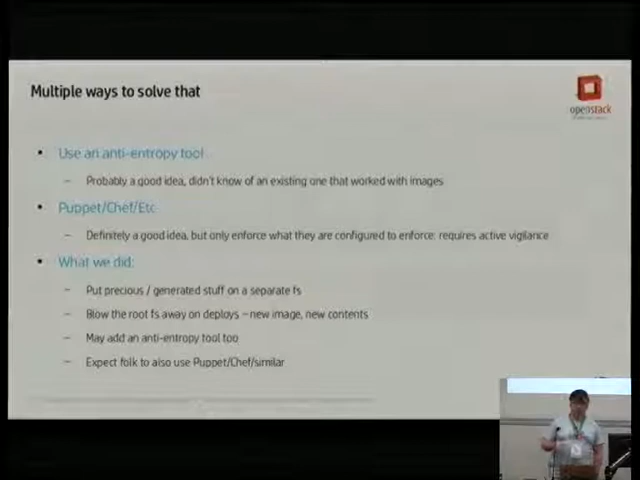 Multiple ways to solve that
openstack
• Use an anti-entropy tool
– Probably a good idea, didn't know of an existing one that worked with images
• Puppet/Chef/Etc
– Definitely a good idea, but only enforce what they are configured to enforce: requires active vigilance
• What we did:
– Put precious / generated stuff on a separate fs
– Blow the root fs away on deploys – new image, new contents
– May add an anti-entropy tool too
– Expect folk to also use Puppet/Chef/similar